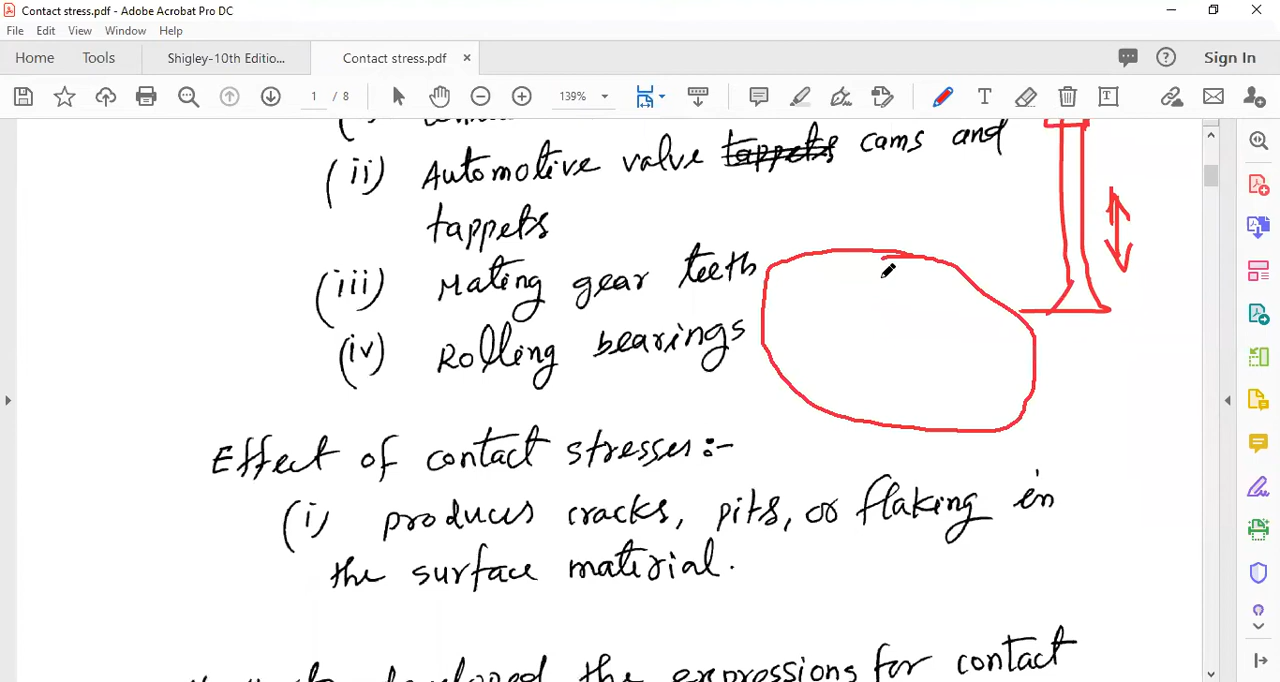 Contact stress.pdf - Adobe Acrobat Pro DC
File Edit View Window Help
Home Tools Shigley-10th Editio... Contact stress.pdf × Sign In
1 / 8 139%
(ii) Automotive valve tappets cams and
tappets
(iii) Mating gear teeth
(iv) Rolling bearings
Effect of contact stresses:-
(i) produces cracks, pits, or flaking in
the surface material.
developed the expressions for contact